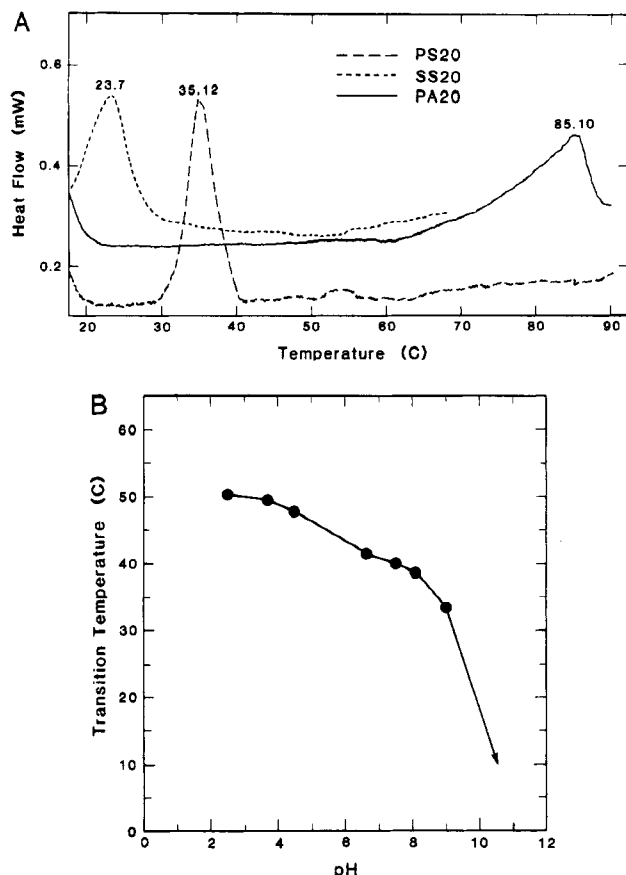 A
PS20
SS20
PA20
23.7
35.12
85.10
Heat Flow (mW)
0.6
0.4
0.2
20 30 40 50 60 70 80 90
Temperature (C)
B
Transition Temperature (C)
60
50
40
30
20
10
0
0 2 4 6 8 10 12
pH